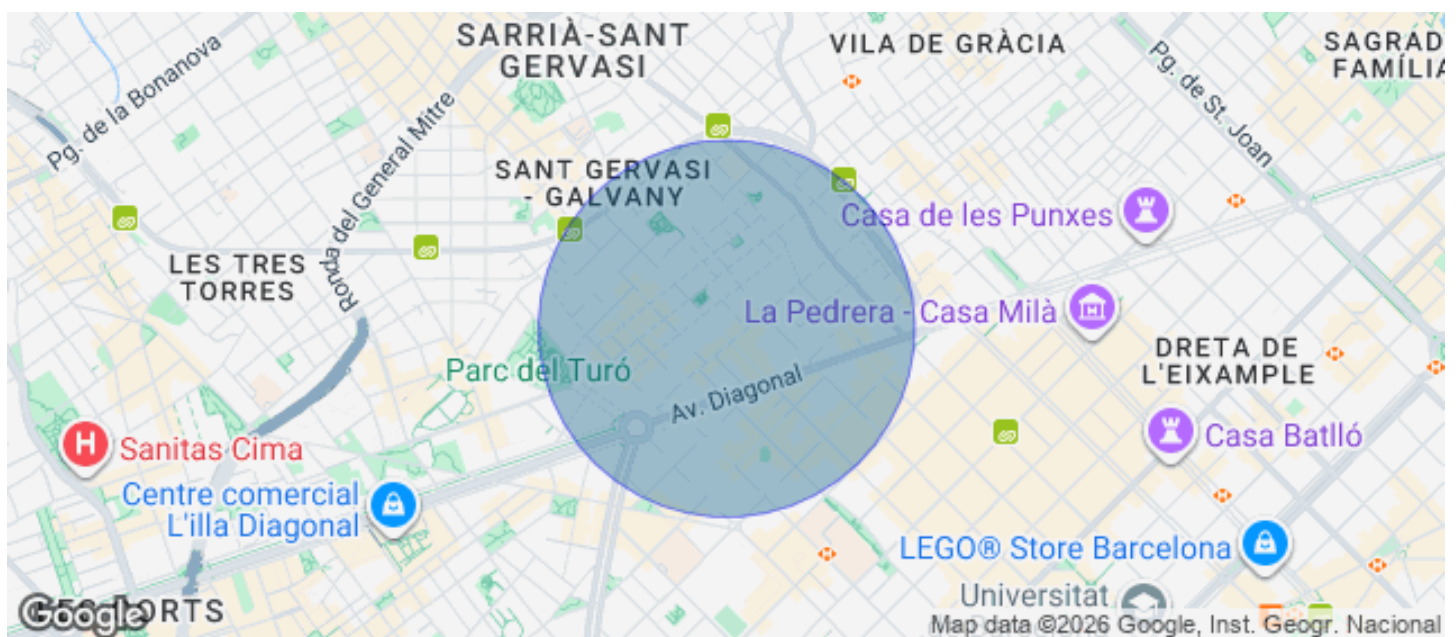 SARRIÀ-SANT
GERVASI
VILA DE GRÀCIA
SAGRAD
FAMÍLIA
Pg. de la Bonanova
Ronda del General Mitre
Pg. de St. Joan
SANT GERVASI
- GALVANY
Casa de les Punxes
LES TRES
TORRES
La Pedrera - Casa Milà
DRETA DE
L'EIXAMPLE
Parc del Turó
Av. Diagonal
H
Sanitas Cima
Casa Batlló
Centre comercial
L'illa Diagonal
LEGO® Store Barcelona
Universitat
Google
ORTS
Map data ©2026 Google, Inst. Geogr. Nacional